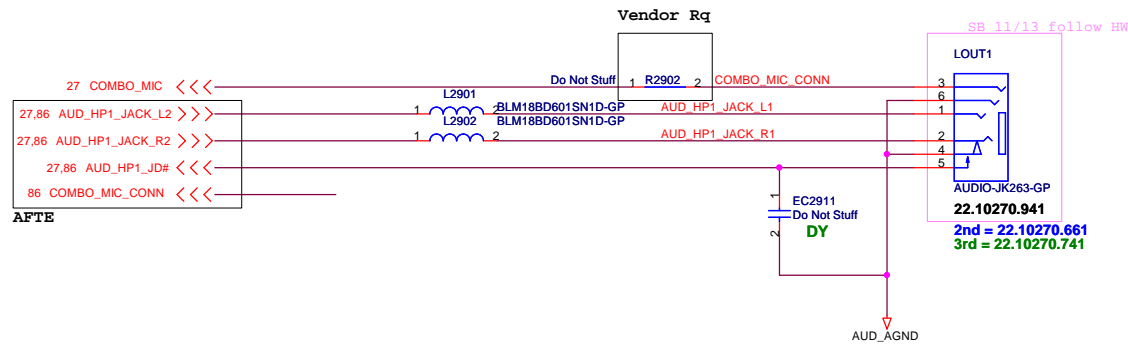 Vendor Rq
SB 11/13 follow HW
LOUT1
27 COMBO_MIC
Do Not Stuff
1 R2902 2
COMBO_MIC_CONN
3
6
L2901
27,86 AUD_HP1_JACK_L2
1 2
BLM18BD601SN1D-GP
AUD_HP1_JACK_L1
1
L2902
BLM18BD601SN1D-GP
27,86 AUD_HP1_JACK_R2
1 2
AUD_HP1_JACK_R1
2
4
27,86 AUD_HP1_JD#
5
86 COMBO_MIC_CONN
AFTE
AUDIO-JK263-GP
22.10270.941
2nd = 22.10270.661
3rd = 22.10270.741
1
EC2911
Do Not Stuff
DY
2
AUD_AGND